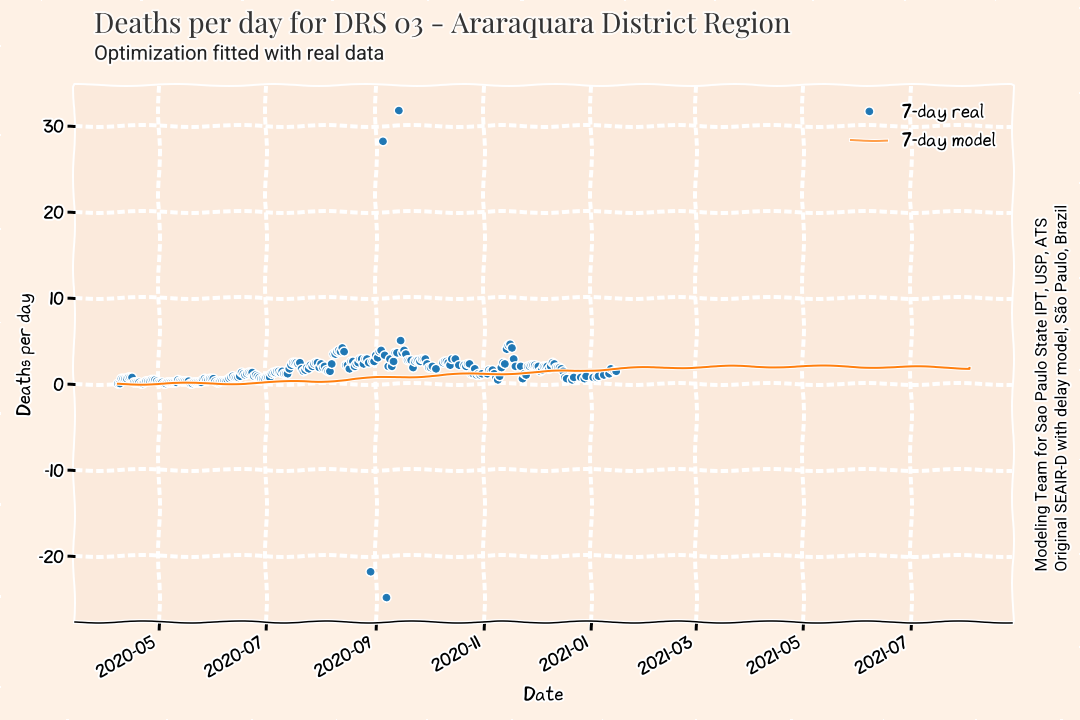 Deaths per day for DRS 03 - Araraquara District Region
Optimization fitted with real data
7-day real
7-day model
30
20
10
0
-10
-20
Deaths per day
2020-05
2020-07
2020-09
2020-11
2021-01
2021-03
2021-05
2021-07
Date
Modeling Team for Sao Paulo State IPT, USP, ATS
Original SEAIR-D with delay model, São Paulo, Brazil